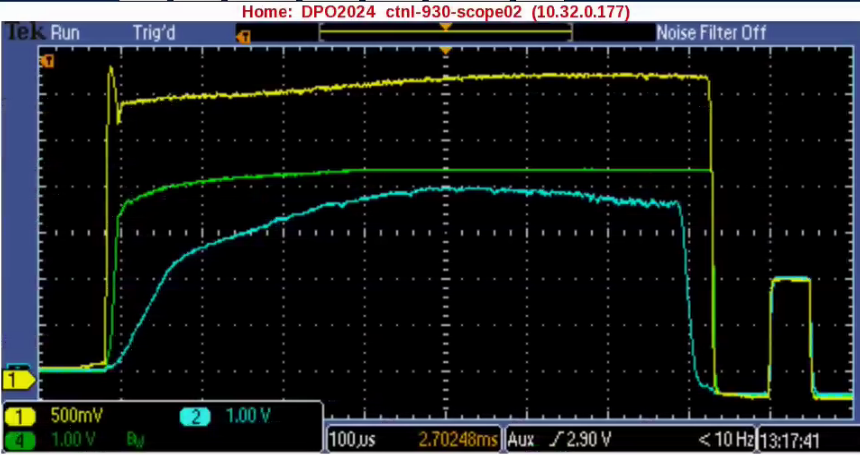 Home: DPO2024 ctnl-930-scope02 (10.32.0.177)
Tek Run Trig'd Noise Filter Off
T
T
1
1 500mV 2 1.00 V
4 1.00 V BW
100µs 2.70248ms Aux 2.90 V < 10 Hz 13:17:41